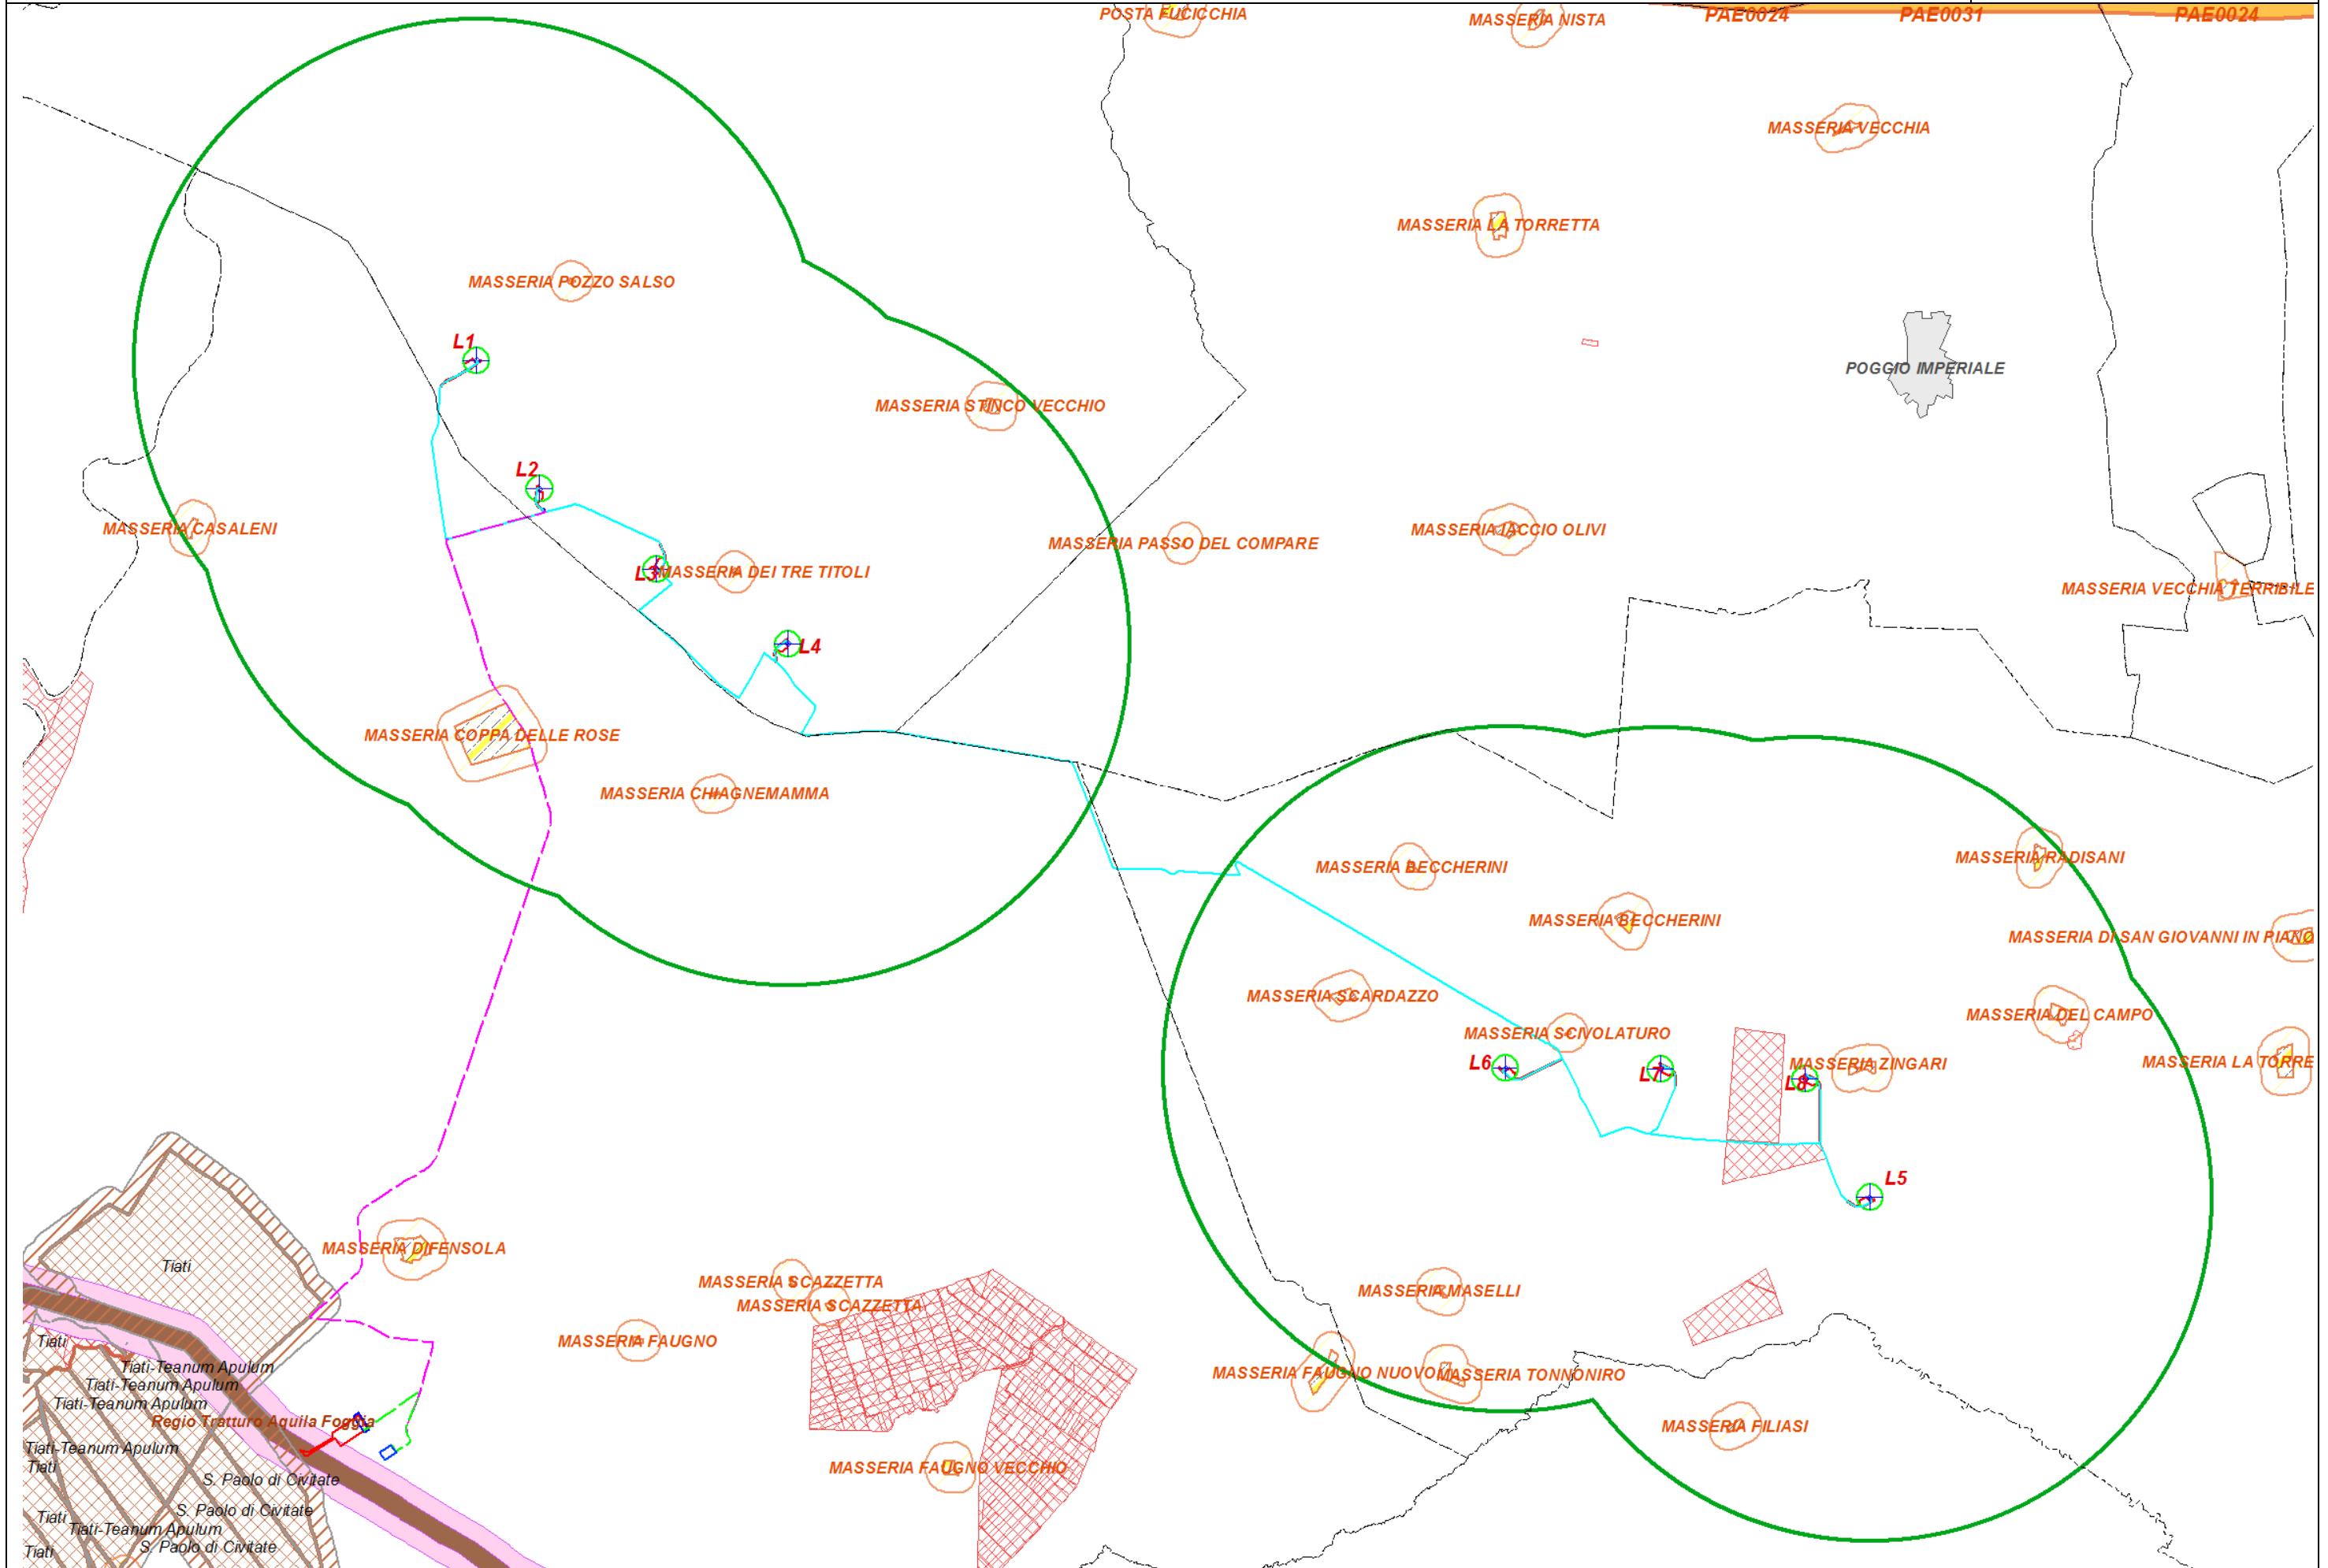 POSTA FUCICCHIA
MASSERIA NISTA
PAE0024
PAE0031
PAE0024
MASSERIA VECCHIA
MASSERIA LA TORRETTA
MASSERIA POZZO SALSO
L1
POGGIO IMPERIALE
MASSERIA STINCO VECCHIO
L2
MASSERIA CASALENI
MASSERIA PASSO DEL COMPARE
MASSERIA IACCIO OLIVI
L3
MASSERIA DEI TRE TITOLI
MASSERIA VECCHIA TERRIBILE
L4
MASSERIA COPPA DELLE ROSE
MASSERIA CHIAGNEMAMMA
MASSERIA BECCHERINI
MASSERIA RADISANI
MASSERIA BECCHERINI
MASSERIA DI SAN GIOVANNI IN PIANO
MASSERIA SCARDAZZO
MASSERIA DEL CAMPO
MASSERIA SCIVOLATURO
L6
L7
MASSERIA ZINGARI
L8
MASSERIA LA TORRE
L5
MASSERIA DIFENSOLA
Tiati
MASSERIA SCAZZETTA
MASSERIA SCAZZETTA
MASSERIA MASELLI
MASSERIA FAUGNO
Tiati
Tiati-Teanum Apulum
Tiati-Teanum Apulum
Tiati-Teanum Apulum
MASSERIA FAUGNO NUOVO
MASSERIA TONNONIRO
Regio Tratturo Aquila Foggia
MASSERIA FILIASI
Tiati-Teanum Apulum
Tiati
MASSERIA FAUGNO VECCHIO
S. Paolo di Civitate
S. Paolo di Civitate
Tiati
Tiati-Teanum Apulum
S. Paolo di Civitate
Tiati